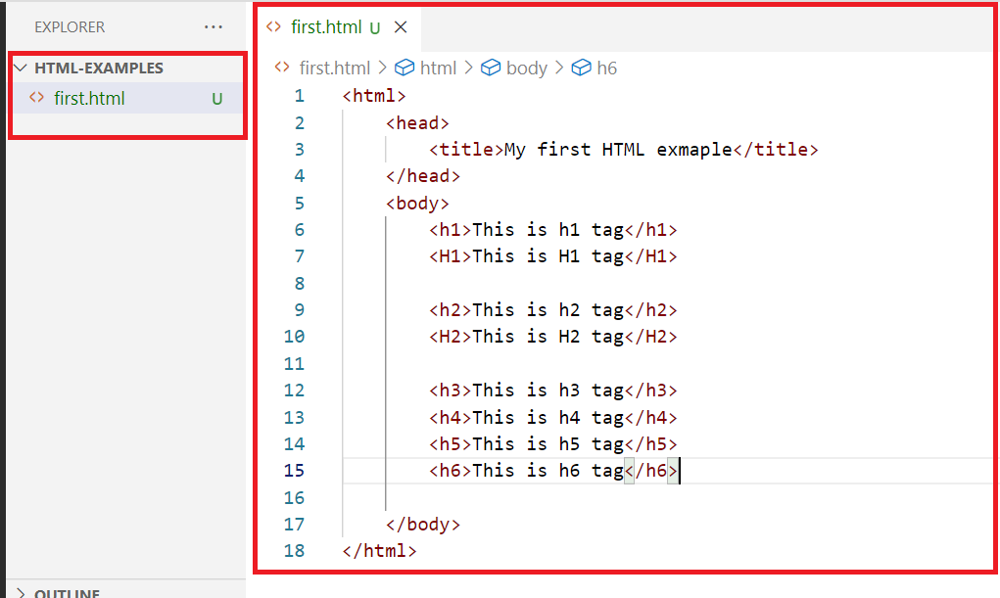 EXPLORER ...
HTML-EXAMPLES
first.html U
OUTLINE
first.html U
first.html > html > body > h6
1 <html>
2 <head>
3 <title>My first HTML exmaple</title>
4 </head>
5 <body>
6 <h1>This is h1 tag</h1>
7 <H1>This is H1 tag</H1>
8
9 <h2>This is h2 tag</h2>
10 <H2>This is H2 tag</H2>
11
12 <h3>This is h3 tag</h3>
13 <h4>This is h4 tag</h4>
14 <h5>This is h5 tag</h5>
15 <h6>This is h6 tag</h6>
16
17 </body>
18 </html>